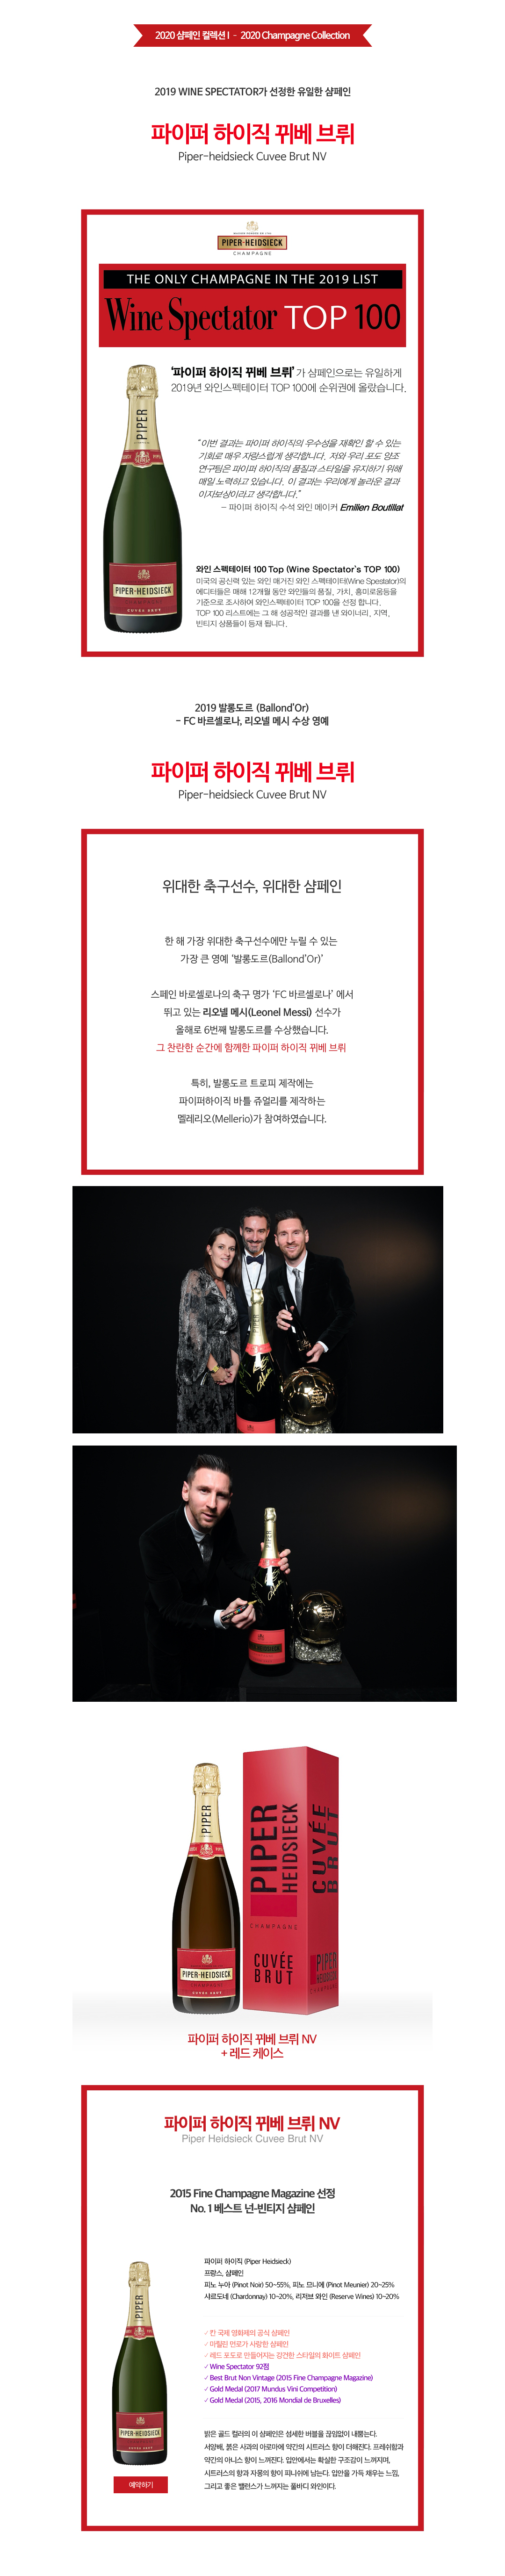 2020 샴페인 컬렉션 I - 2020 Champagne Collection
2019 WINE SPECTATOR가 선정한 유일한 샴페인
파이퍼 하이직 뀌베 브뤼
Piper-heidsieck Cuvee Brut NV
PIPER-HEIDSIECK
CHAMPAGNE
THE ONLY CHAMPAGNE IN THE 2019 LIST
Wine Spectator TOP 100
'파이퍼 하이직 뀌베 브뤼'가 샴페인으로는 유일하게
2019년 와인스펙테이터 TOP 100에 순위권에 올랐습니다.
"이번 결과는 파이퍼 하이직의 우수성을 재확인 할 수 있는
기회로 매우 자랑스럽게 생각합니다. 저와 우리 포도 양조
연구팀은 파이퍼 하이직의 품질과 스타일을 유지하기 위해
매일 노력하고 있습니다. 이 결과는 우리에게 놀라운 결과
이자보상이라고 생각합니다."
- 파이퍼 하이직 수석 와인 메이커 Emilien Boutillat
PIPER
PIPER-HEIDSIECK
CHAMPAGNE
CUVÉE BRUT
와인 스펙테이터 100 Top (Wine Spectator's TOP 100)
미국의 공신력 있는 와인 매거진 와인 스펙테이터(Wine Spestator)의
에디터들은 매해 12개월 동안 와인들의 품질, 가치, 흥미로움등을
기준으로 조사하여 와인스펙테이터 TOP 100을 선정 합니다.
TOP 100 리스트에는 그 해 성공적인 결과를 낸 와이너리, 지역,
빈티지 상품들이 등재 됩니다.
2019 발롱도르 (Ballond'Or)
- FC 바르셀로나, 리오넬 메시 수상 영예
파이퍼 하이직 뀌베 브뤼
Piper-heidsieck Cuvee Brut NV
위대한 축구선수, 위대한 샴페인
한 해 가장 위대한 축구선수에만 누릴 수 있는
가장 큰 영예 '발롱도르(Ballond'Or)'
스페인 바로셀로나의 축구 명가 'FC 바르셀로나' 에서
뛰고 있는 리오넬 메시(Leonel Messi) 선수가
올해로 6번째 발롱도르를 수상했습니다.
그 찬란한 순간에 함께한 파이퍼 하이직 뀌베 브뤼
특히, 발롱도르 트로피 제작에는
파이퍼하이직 바틀 쥬얼리를 제작하는
멜레리오(Mellerio)가 참여하였습니다.
PIPER
PIPER
PIPER
PIPER-HEIDSIECK
CHAMPAGNE
CUVÉE BRUT
PIPER
HEIDSIECK
CHAMPAGNE
CUVÉE
BRUT
CUVÉE
BRUT
PIPER
HEIDSIECK
파이퍼 하이직 뀌베 브뤼 NV
+ 레드 케이스
파이퍼 하이직 뀌베 브뤼 NV
Piper Heidsieck Cuvee Brut NV
2015 Fine Champagne Magazine 선정
No. 1 베스트 넌-빈티지 샴페인
파이퍼 하이직 (Piper Heidsieck)
프랑스, 샴페인
피노 누아 (Pinot Noir) 50~55%, 피노 므니에 (Pinot Meunier) 20~25%
샤르도네 (Chardonnay) 10~20%, 리저브 와인 (Reserve Wines) 10~20%
✓칸 국제 영화제의 공식 샴페인
✓마릴린 먼로가 사랑한 샴페인
✓레드 포도로 만들어지는 강건한 스타일의 화이트 샴페인
✓Wine Spectator 92점
✓Best Brut Non Vintage (2015 Fine Champagne Magazine)
✓Gold Medal (2017 Mundus Vini Competition)
✓Gold Medal (2015, 2016 Mondial de Bruxelles)
PIPER
PIPER-HEIDSIECK
CHAMPAGNE
CUVÉE BRUT
밝은 골드 컬러의 이 샴페인은 섬세한 버블을 끊임없이 내뿜는다.
서양배, 붉은 사과의 아로마에 약간의 시트러스 향이 더해진다. 프레쉬함과
약간의 아니스 향이 느껴진다. 입안에서는 확실한 구조감이 느껴지며,
시트러스의 향과 자몽의 향이 피니쉬에 남는다. 입안을 가득 채우는 느낌,
그리고 좋은 밸런스가 느껴지는 풀바디 와인이다.
예약하기